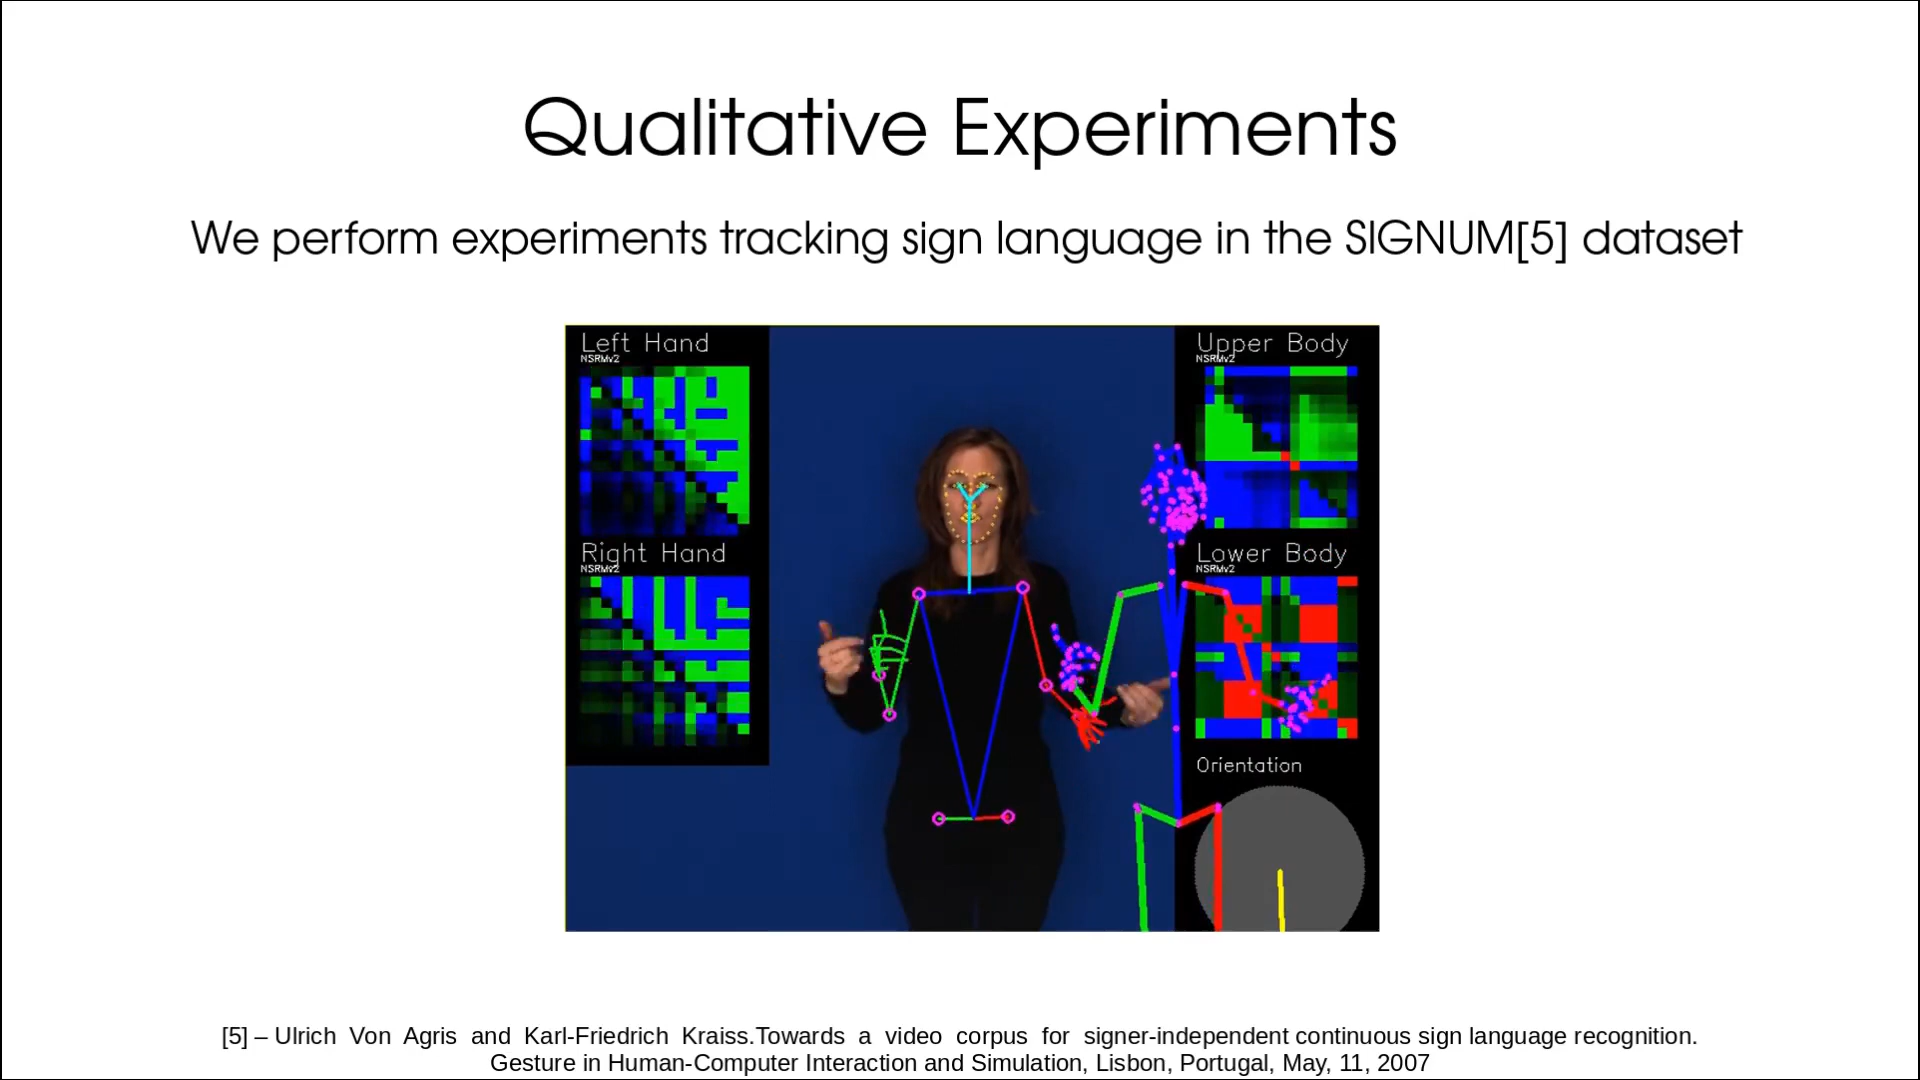 Qualitative Experiments
We perform experiments tracking sign language in the SIGNUM[5] dataset
Left Hand
NSRMv2
Right Hand
NSRMv2
Upper Body
NSRMv2
Lower Body
NSRMv2
Orientation
[5] – Ulrich Von Agris and Karl-Friedrich Kraiss.Towards a video corpus for signer-independent continuous sign language recognition.
Gesture in Human-Computer Interaction and Simulation, Lisbon, Portugal, May, 11, 2007